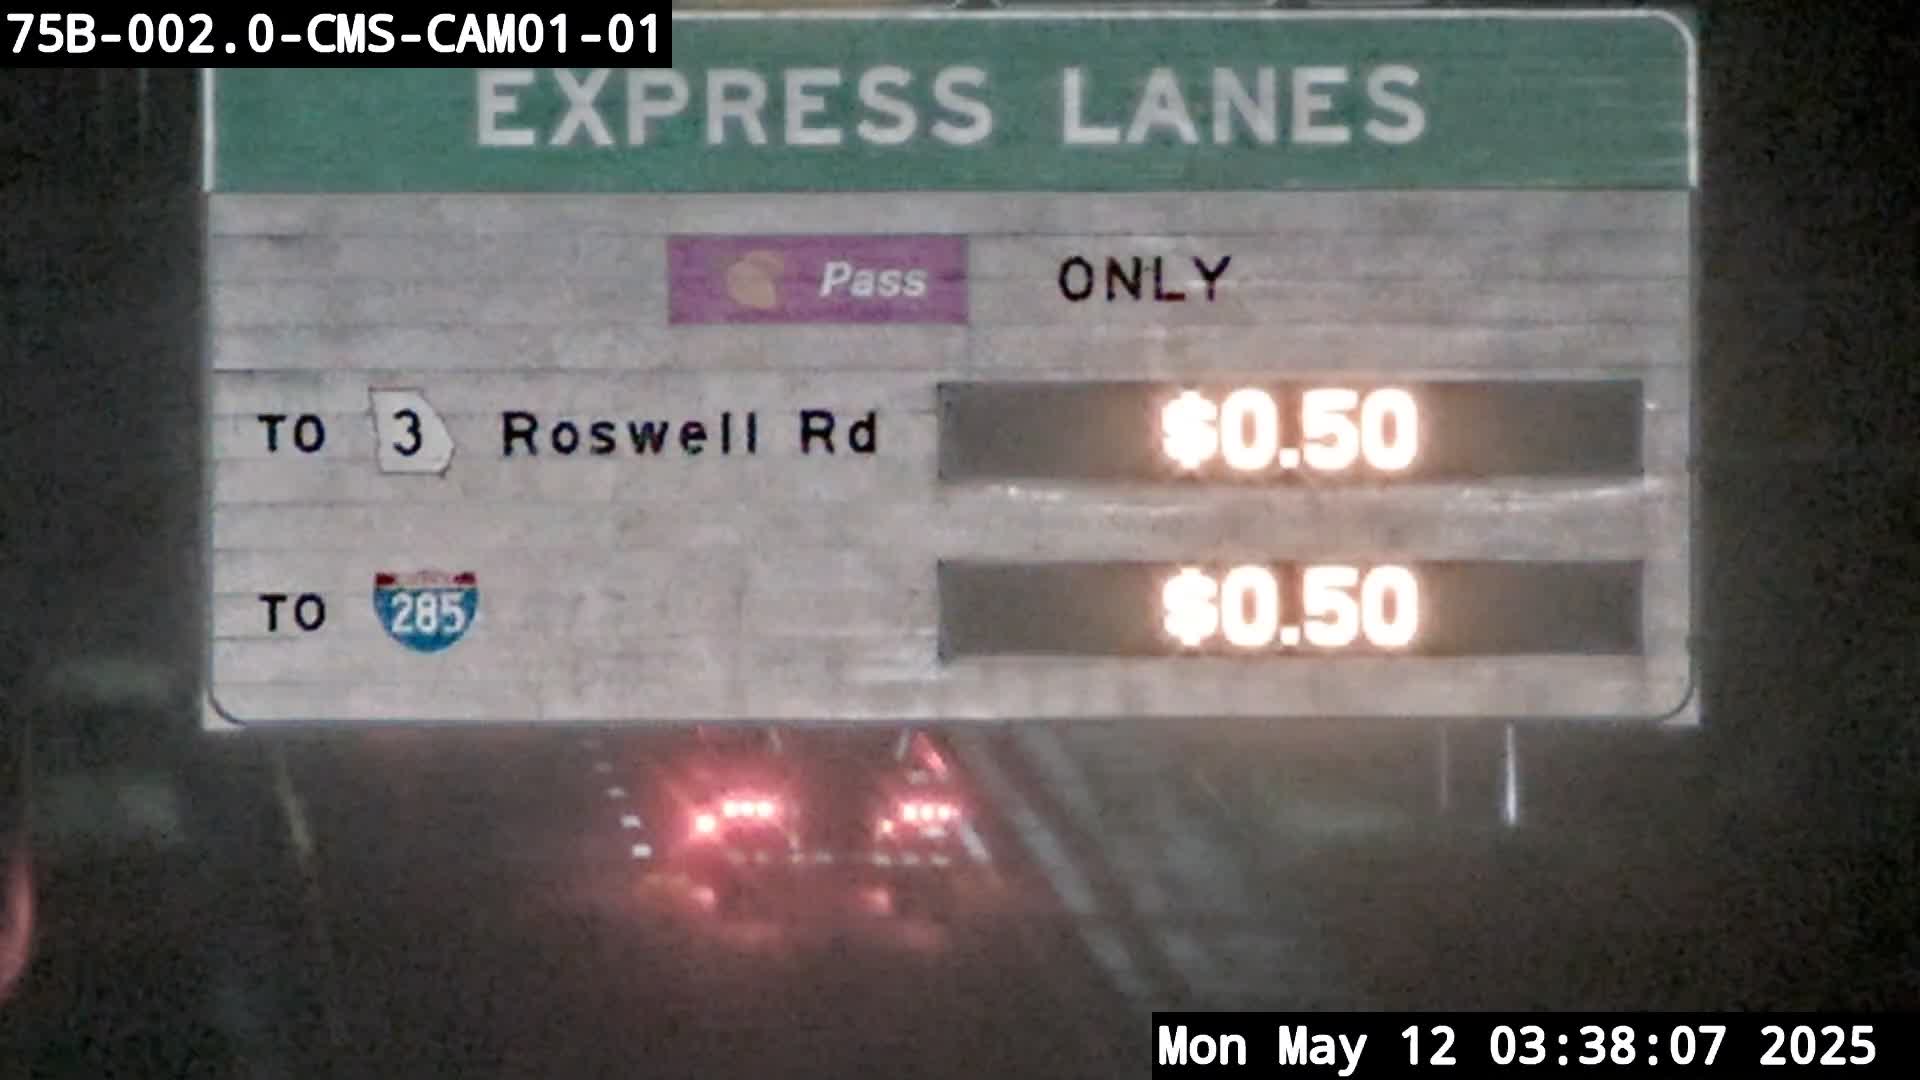 75B-002.0-CMS-CAM01-01
EXPRESS LANES
Pass ONLY
TO 3 Roswell Rd $0.50
TO 285 $0.50
Mon May 12 03:38:07 2025